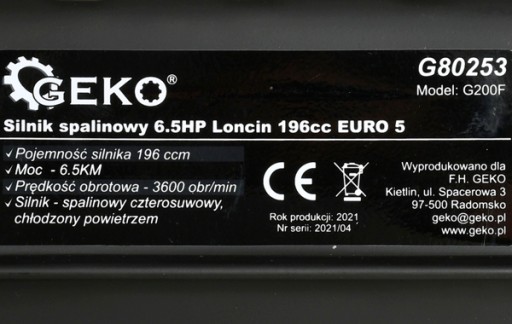 GEKO®
G80253
Model: G200F
Silnik spalinowy 6.5HP Loncin 196cc EURO 5
✓ Pojemność silnika 196 ccm
✓ Moc - 6.5KM
✓ Prędkość obrotowa - 3600 obr/min
✓ Silnik - spalinowy czterosuwowy,
chłodzony powietrzem
CE
Rok produkcji: 2021
Nr serii: 2021/04
Wyprodukowano dla
F.H. GEKO
Kietlin, ul. Spacerowa 3
97-500 Radomsko
geko@geko.pl
www.geko.pl